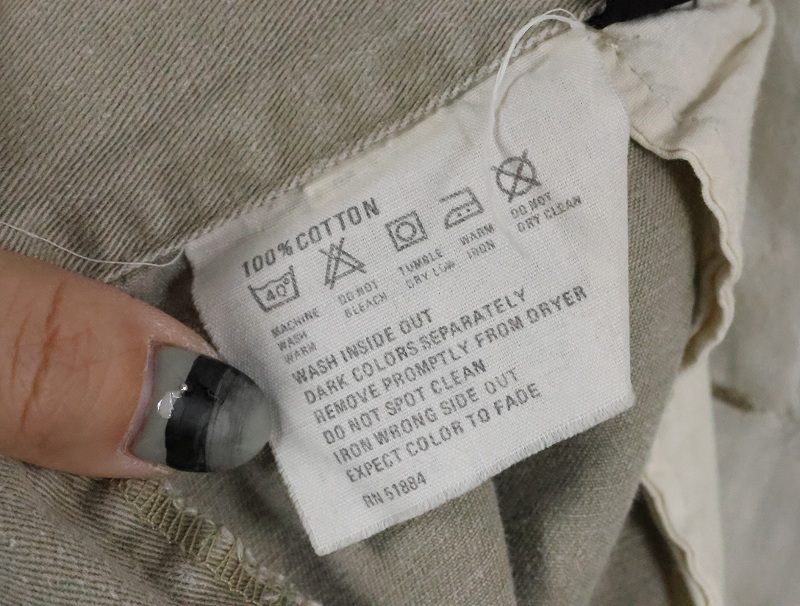 100% COTTON
40°
MACHINE WASH WARM
DO NOT BLEACH
TUMBLE DRY LOW
WARM IRON
DO NOT DRY CLEAN
WASH INSIDE OUT
DARK COLORS SEPARATELY
REMOVE PROMPTLY FROM DRYER
DO NOT SPOT CLEAN
IRON WRONG SIDE OUT
EXPECT COLOR TO FADE
RN 51884